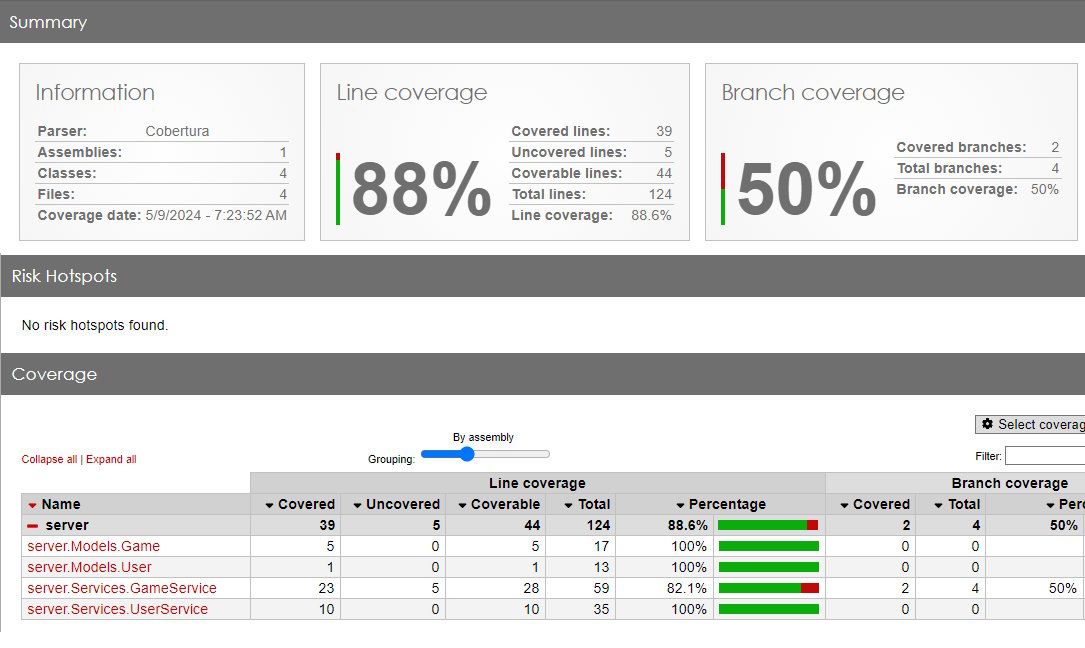 Summary
Information
Parser: Cobertura
Assemblies: 1
Classes: 4
Files: 4
Coverage date: 5/9/2024 - 7:23:52 AM
Line coverage
88%
Covered lines: 39
Uncovered lines: 5
Coverable lines: 44
Total lines: 124
Line coverage: 88.6%
Branch coverage
50%
Covered branches: 2
Total branches: 4
Branch coverage: 50%
Risk Hotspots
No risk hotspots found.
Coverage
Select coverag
By assembly
Collapse all | Expand all
Grouping:
Filter:
Line coverage Branch coverage
Name Covered Uncovered Coverable Total Percentage Covered Total Perc
server 39 5 44 124 88.6% 2 4 50%
server.Models.Game 5 0 5 17 100% 0 0
server.Models.User 1 0 1 13 100% 0 0
server.Services.GameService 23 5 28 59 82.1% 2 4 50%
server.Services.UserService 10 0 10 35 100% 0 0